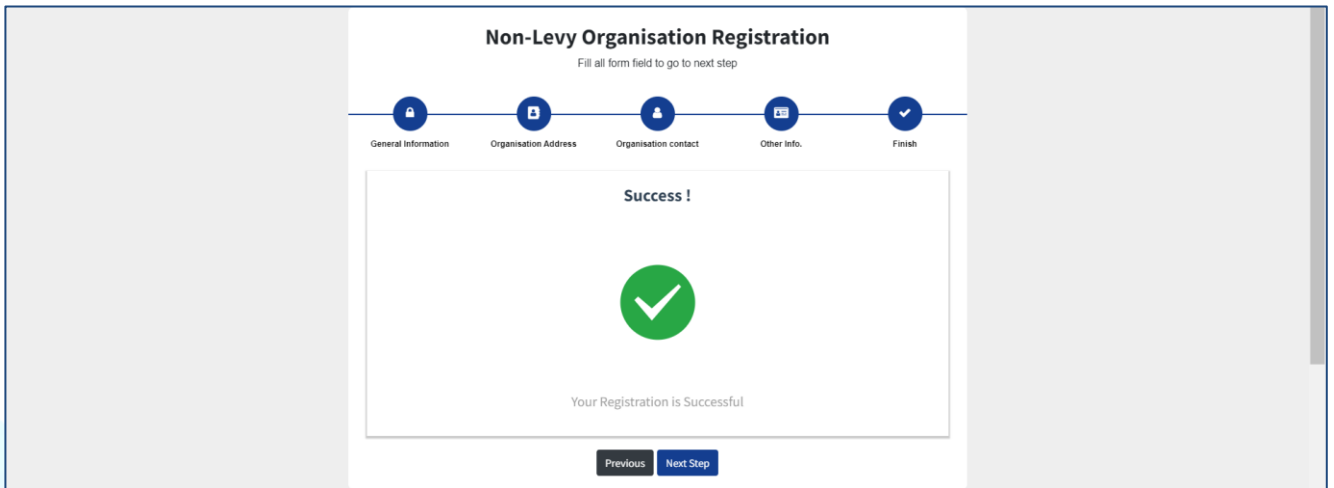 Non-Levy Organisation Registration
Fill all form field to go to next step
General Information Organisation Address Organisation contact Other Info. Finish
Success !
Your Registration is Successful
Previous Next Step